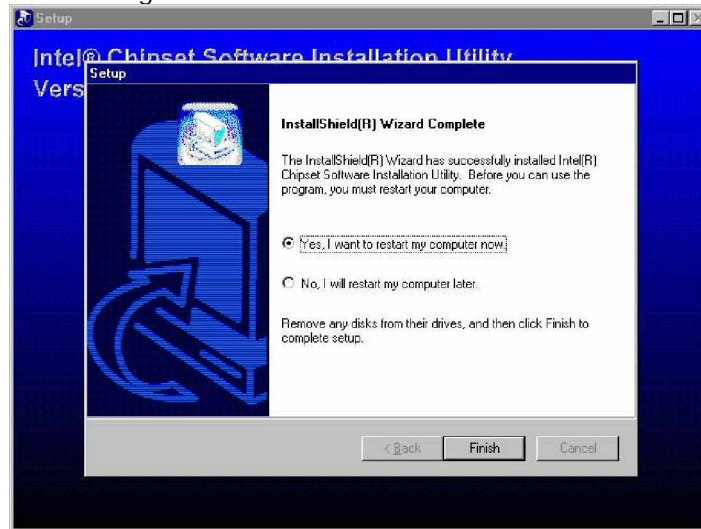 Setup
Intel® Chipset Software Installation Utility
Vers
Setup
InstallShield(R) Wizard Complete
The InstallShield(R) Wizard has successfully installed Intel(R)
Chipset Software Installation Utility. Before you can use the
program, you must restart your computer.
Yes, I want to restart my computer now.
No, I will restart my computer later.
Remove any disks from their drives, and then click Finish to
complete setup.
< Back Finish Cancel